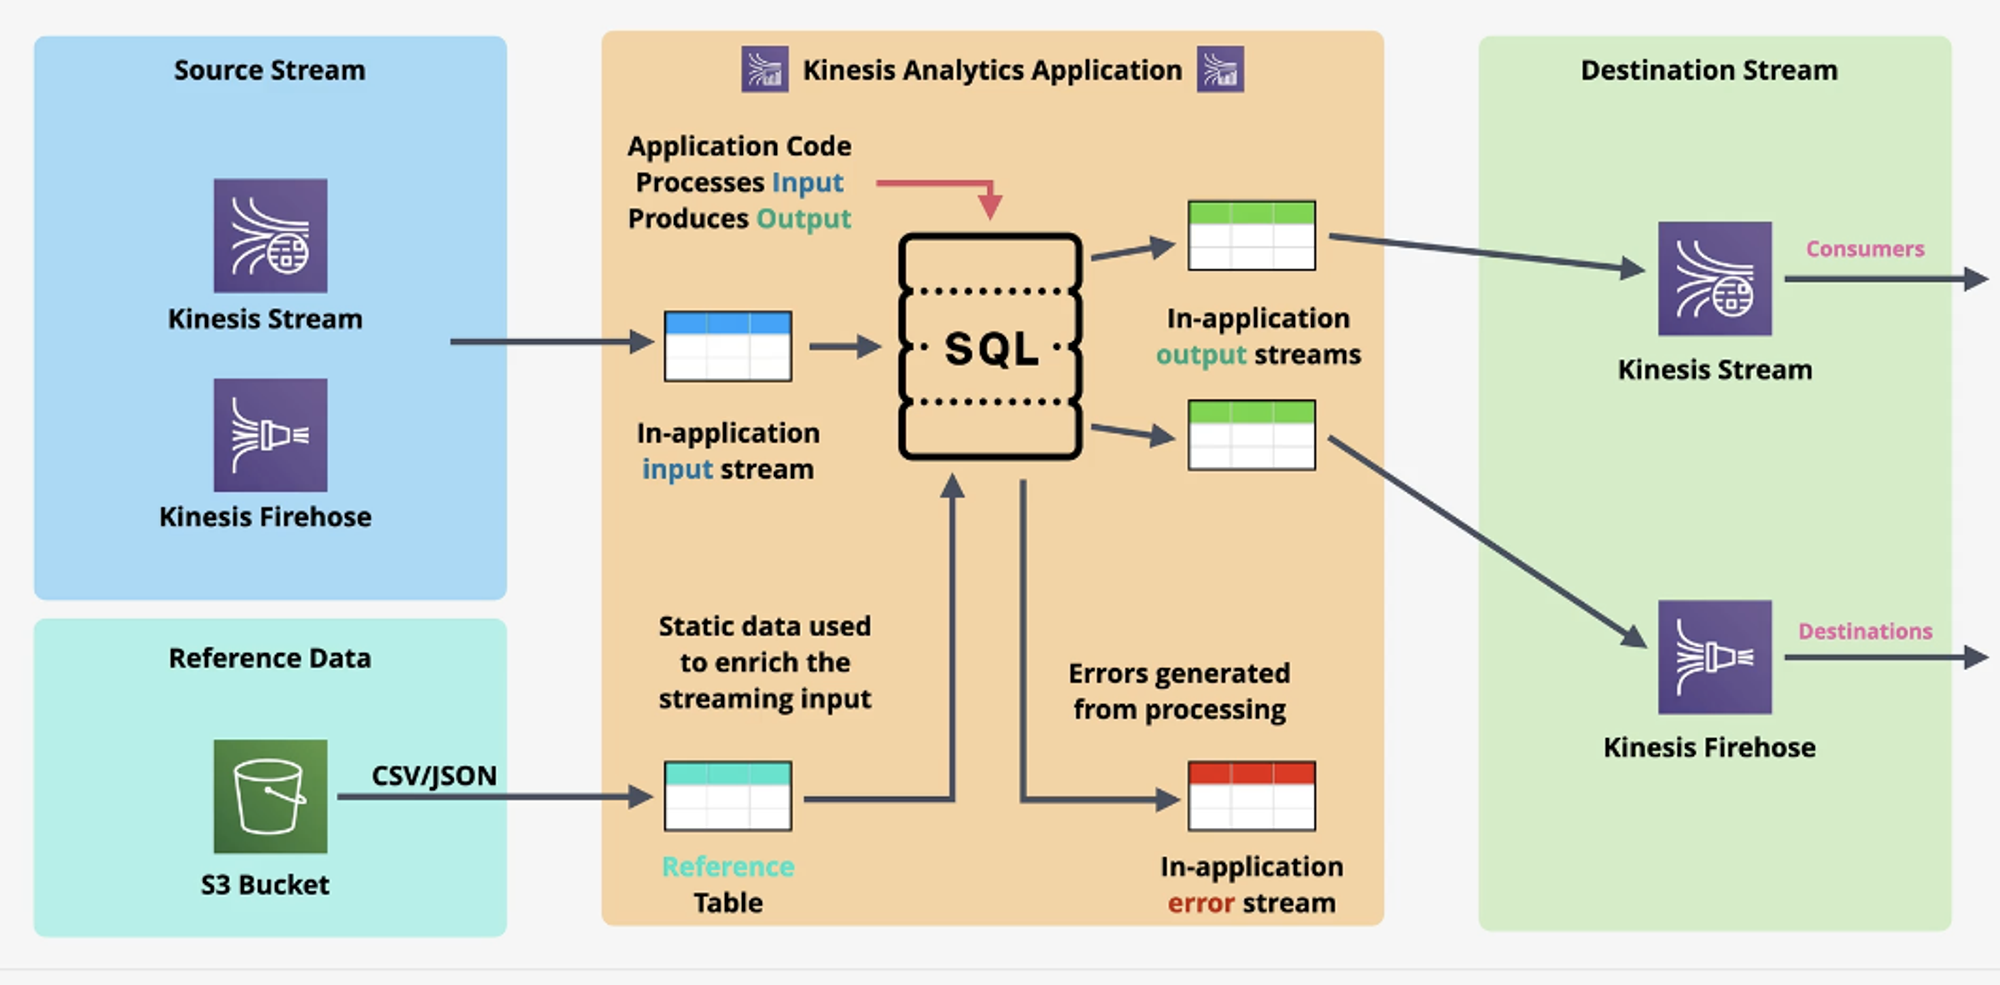 Source Stream
Kinesis Stream
Kinesis Firehose
Reference Data
CSV/JSON
S3 Bucket
Kinesis Analytics Application
Application Code
Processes Input
Produces Output
In-application
input stream
SQL
In-application
output streams
Static data used
to enrich the
streaming input
Reference
Table
Errors generated
from processing
In-application
error stream
Destination Stream
Consumers
Kinesis Stream
Destinations
Kinesis Firehose